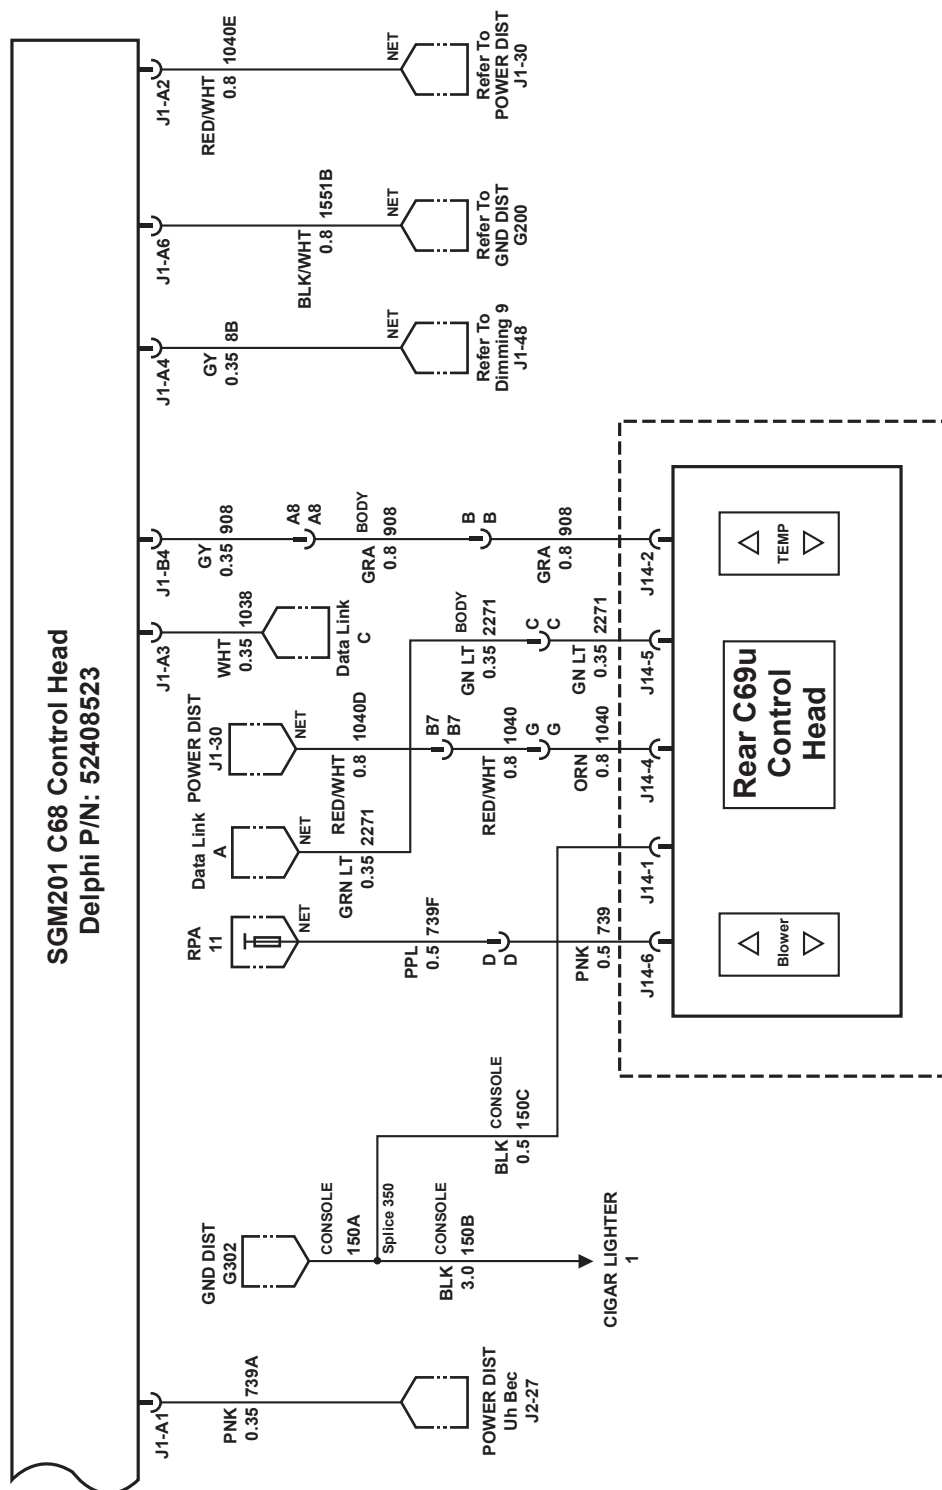 SGM201 C68 Control Head
Delphi P/N: 52408523
J1-A1
PNK
0.35
739A
POWER DIST
Uh Bec
J2-27
GND DIST
G302
CONSOLE
150A
Splice 350
BLK
3.0
CONSOLE
150B
CIGAR LIGHTER
1
BLK
0.5
CONSOLE
150C
RPA
11
NET
PPL
0.5
739F
D
D
PNK
0.5
739
J14-6
J14-1
Data Link
A
NET
GRN LT
0.35
2271
POWER DIST
J1-30
NET
RED/WHT
0.8
1040D
B7
B7
RED/WHT
0.8
1040
G
G
ORN
0.8
1040
J14-4
J1-A3
WHT
0.35
1038
Data Link
C
BODY
GN LT
0.35
2271
C
C
GN LT
0.35
2271
J14-5
J1-B4
GY
0.35
908
A8
A8
BODY
GRA
0.8
908
B
B
GRA
0.8
908
J14-2
J1-A4
GY
0.35
8B
NET
Refer To
Dimming 9
J1-48
J1-A6
BLK/WHT
0.8
1551B
NET
Refer To
GND DIST
G200
J1-A2
RED/WHT
0.8
1040E
NET
Refer To
POWER DIST
J1-30
Blower
Rear C69u
Control
Head
TEMP